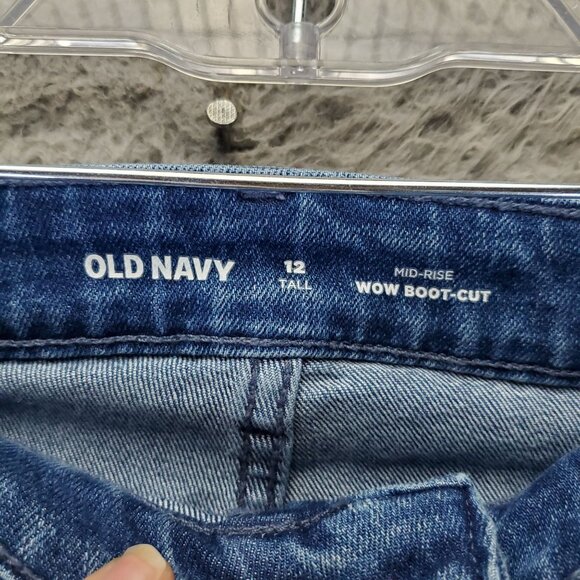 OLD NAVY
12
TALL
MID-RISE
WOW BOOT-CUT